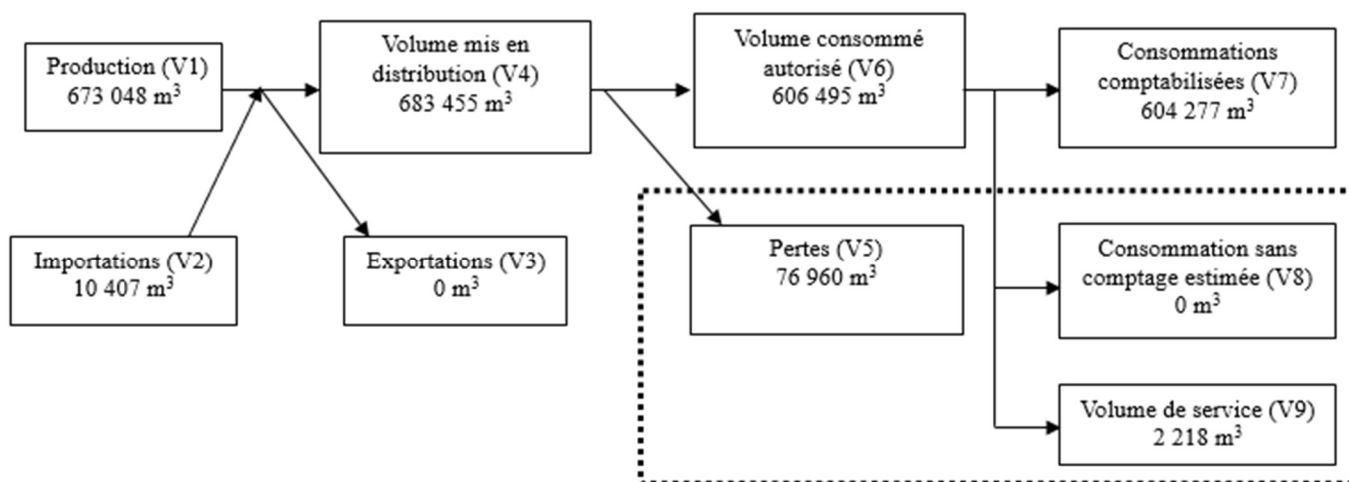 Production (V1)
673 048 m³
Volume mis en
distribution (V4)
683 455 m³
Volume consommé
autorisé (V6)
606 495 m³
Consommations
comptabilisées (V7)
604 277 m³
Importations (V2)
10 407 m³
Exportations (V3)
0 m³
Pertes (V5)
76 960 m³
Consommation sans
comptage estimée (V8)
0 m³
Volume de service (V9)
2 218 m³